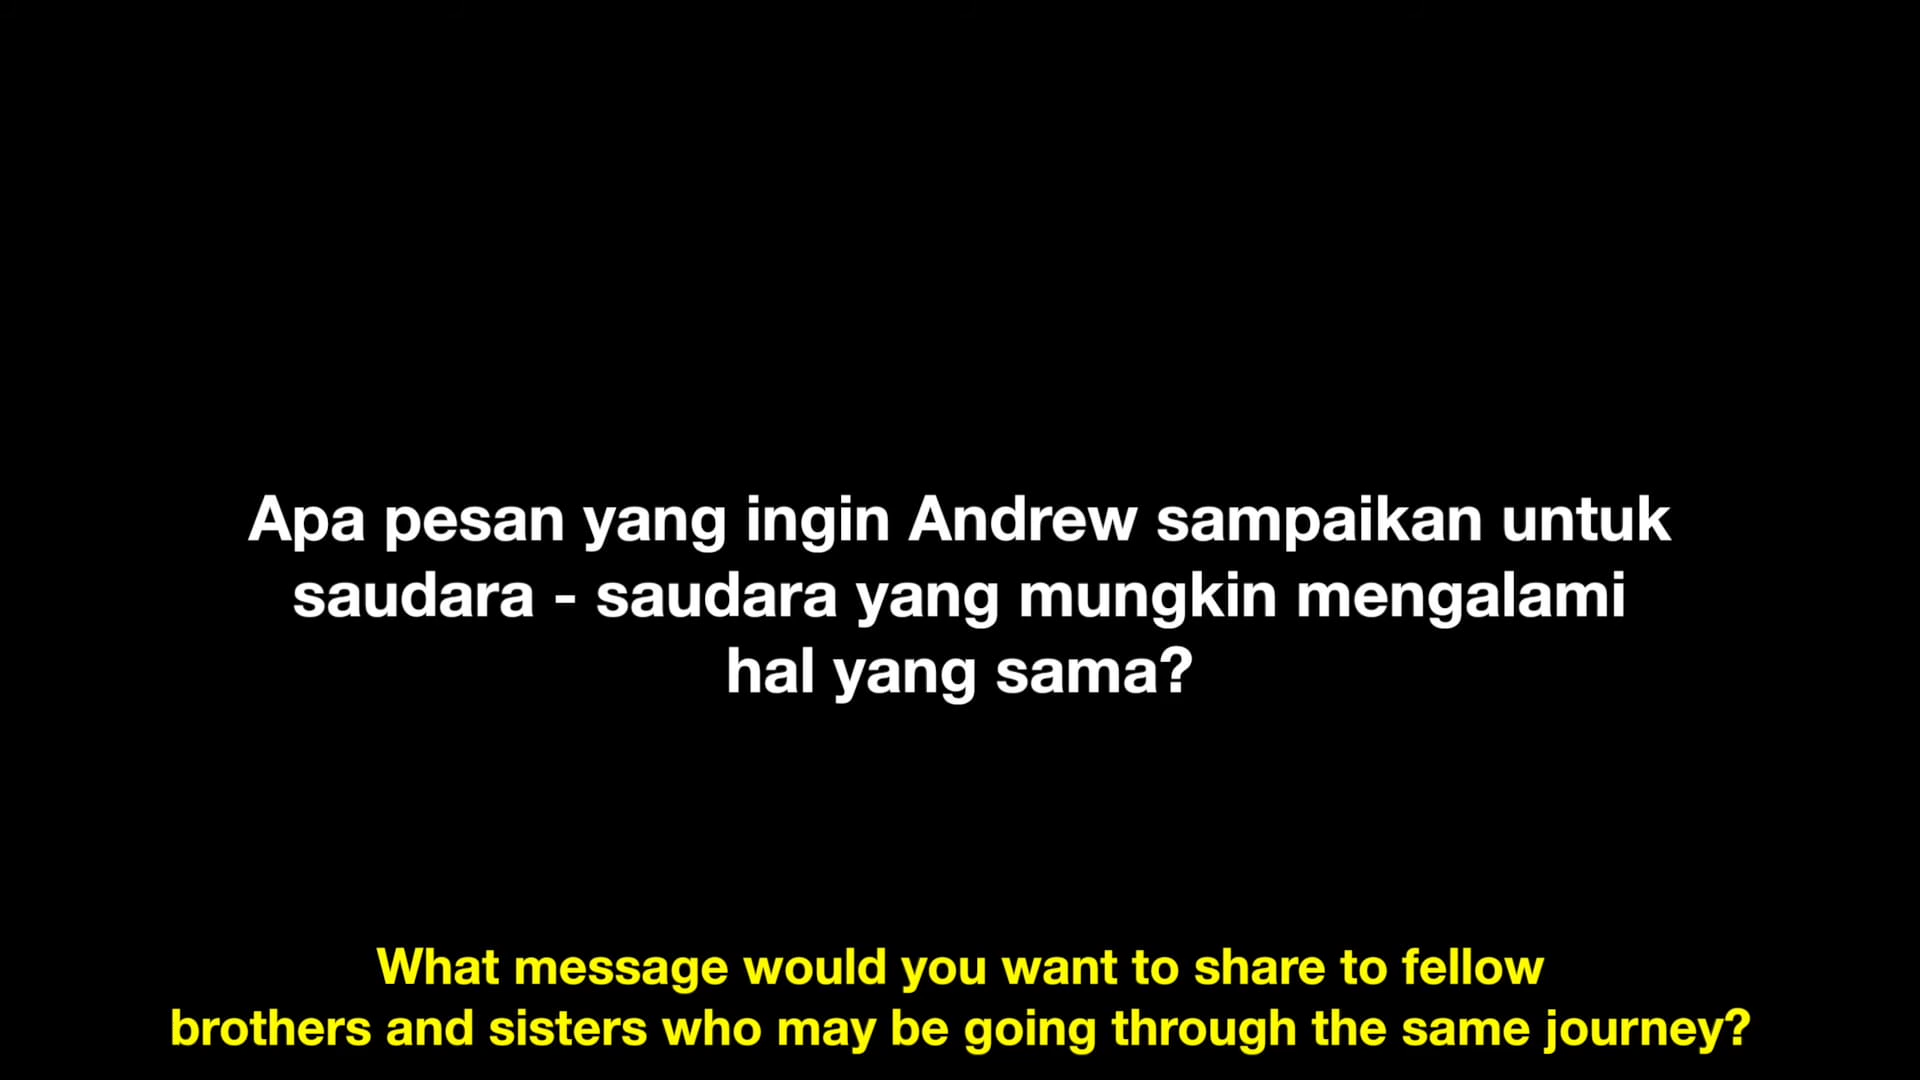 Apa pesan yang ingin Andrew sampaikan untuk
saudara - saudara yang mungkin mengalami
hal yang sama?
What message would you want to share to fellow
brothers and sisters who may be going through the same journey?